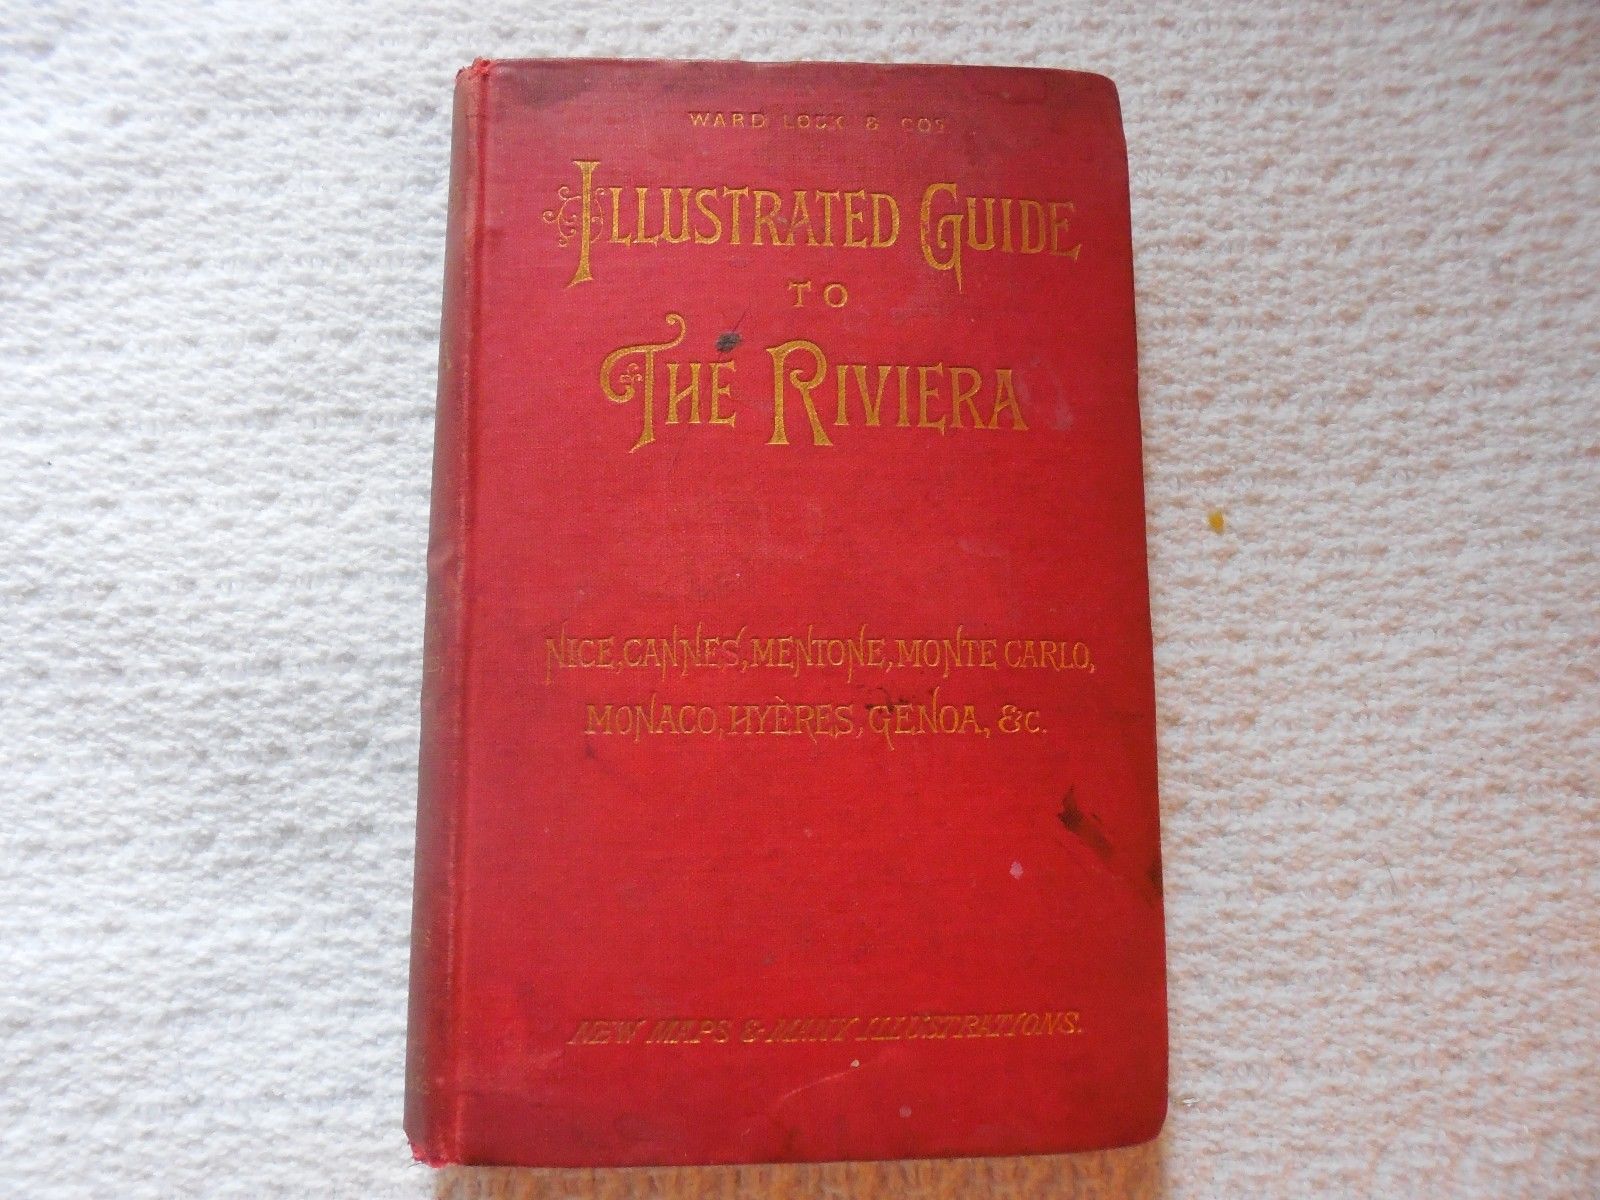 WARD LOCK & COS
ILLUSTRATED GUIDE
TO
THE RIVIERA
NICE, CANNES, MENTONE, MONTE CARLO,
MONACO, HYÈRES, GENOA, &C.
NEW MAPS & MANY ILLUSTRATIONS.